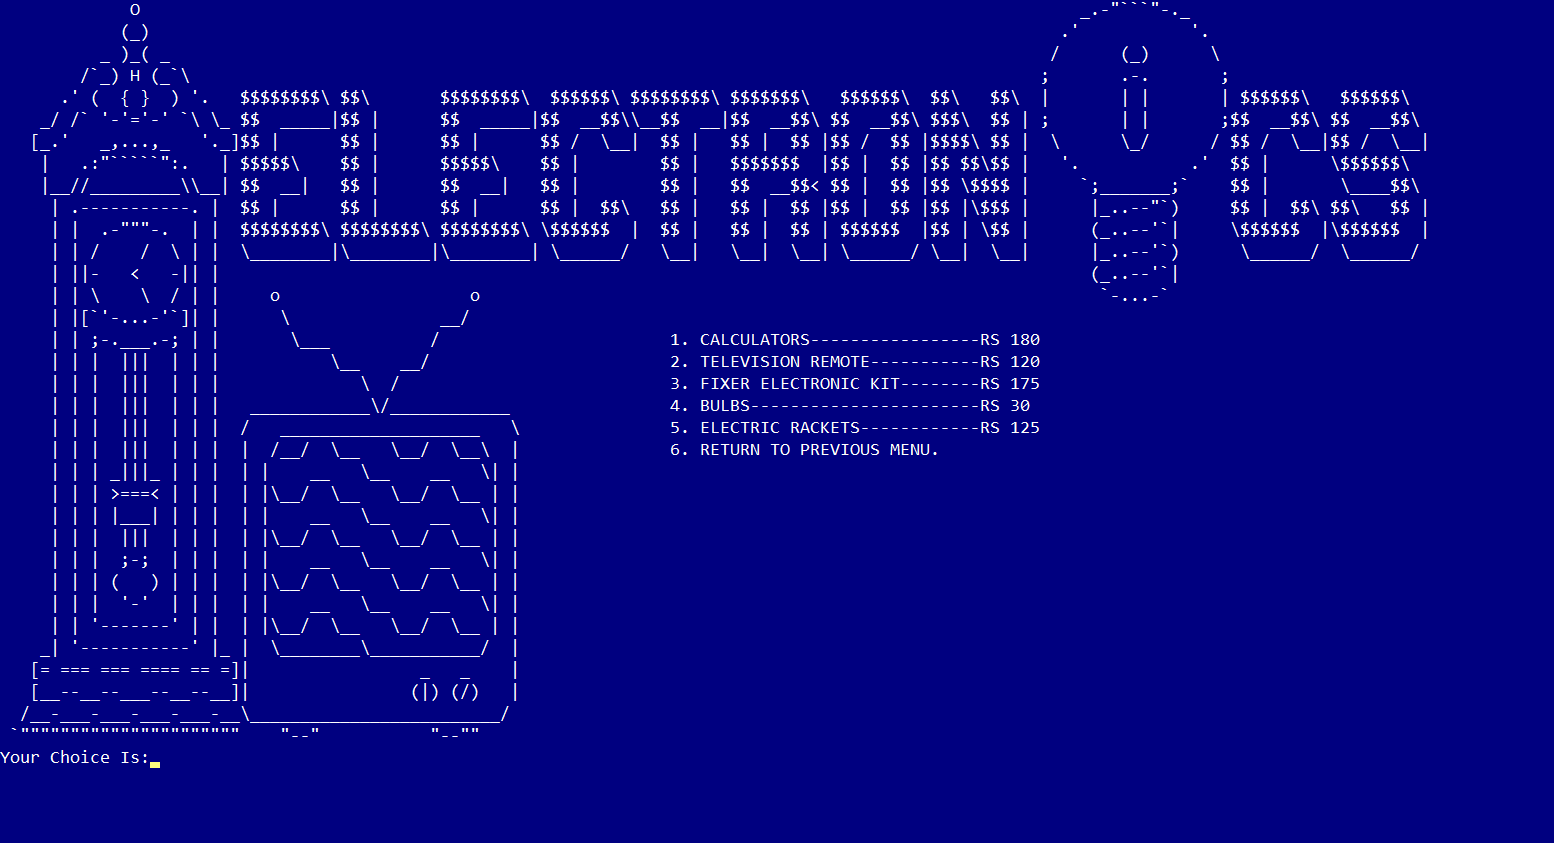 ELECTRONICS
1. CALCULATORS-----------------RS 180
2. TELEVISION REMOTE-----------RS 120
3. FIXER ELECTRONIC KIT--------RS 175
4. BULBS-----------------------RS 30
5. ELECTRIC RACKETS------------RS 125
6. RETURN TO PREVIOUS MENU.
Your Choice Is: